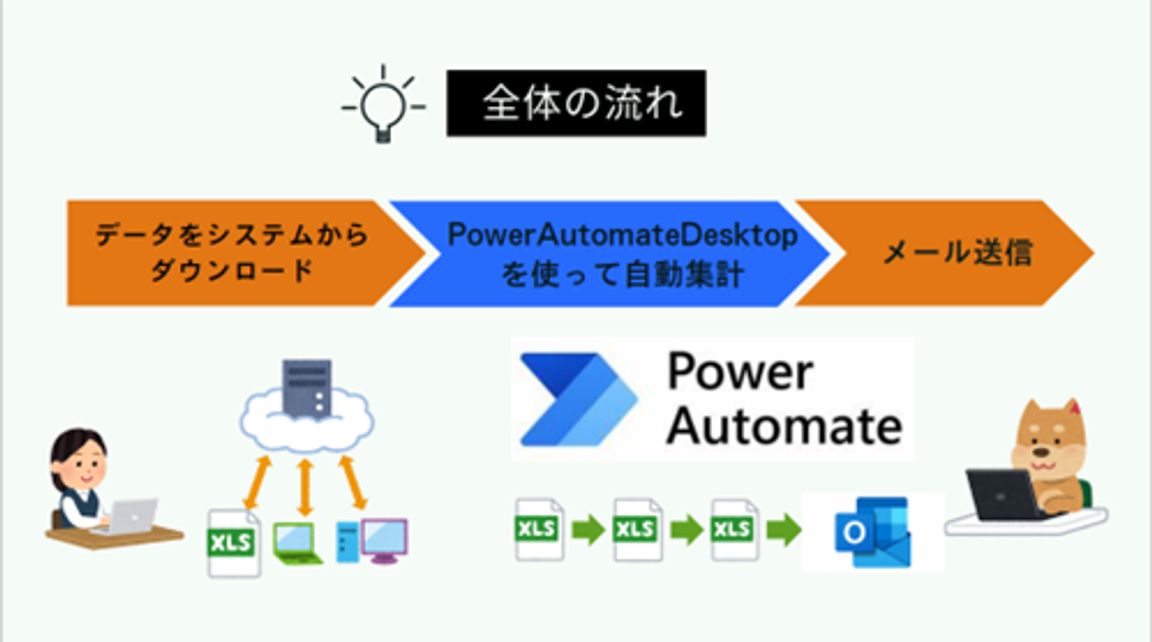 全体の流れ
データをシステムから
ダウンロード
PowerAutomateDesktop
を使って自動集計
メール送信
Power
Automate
XLS
XLS
XLS
XLS
O